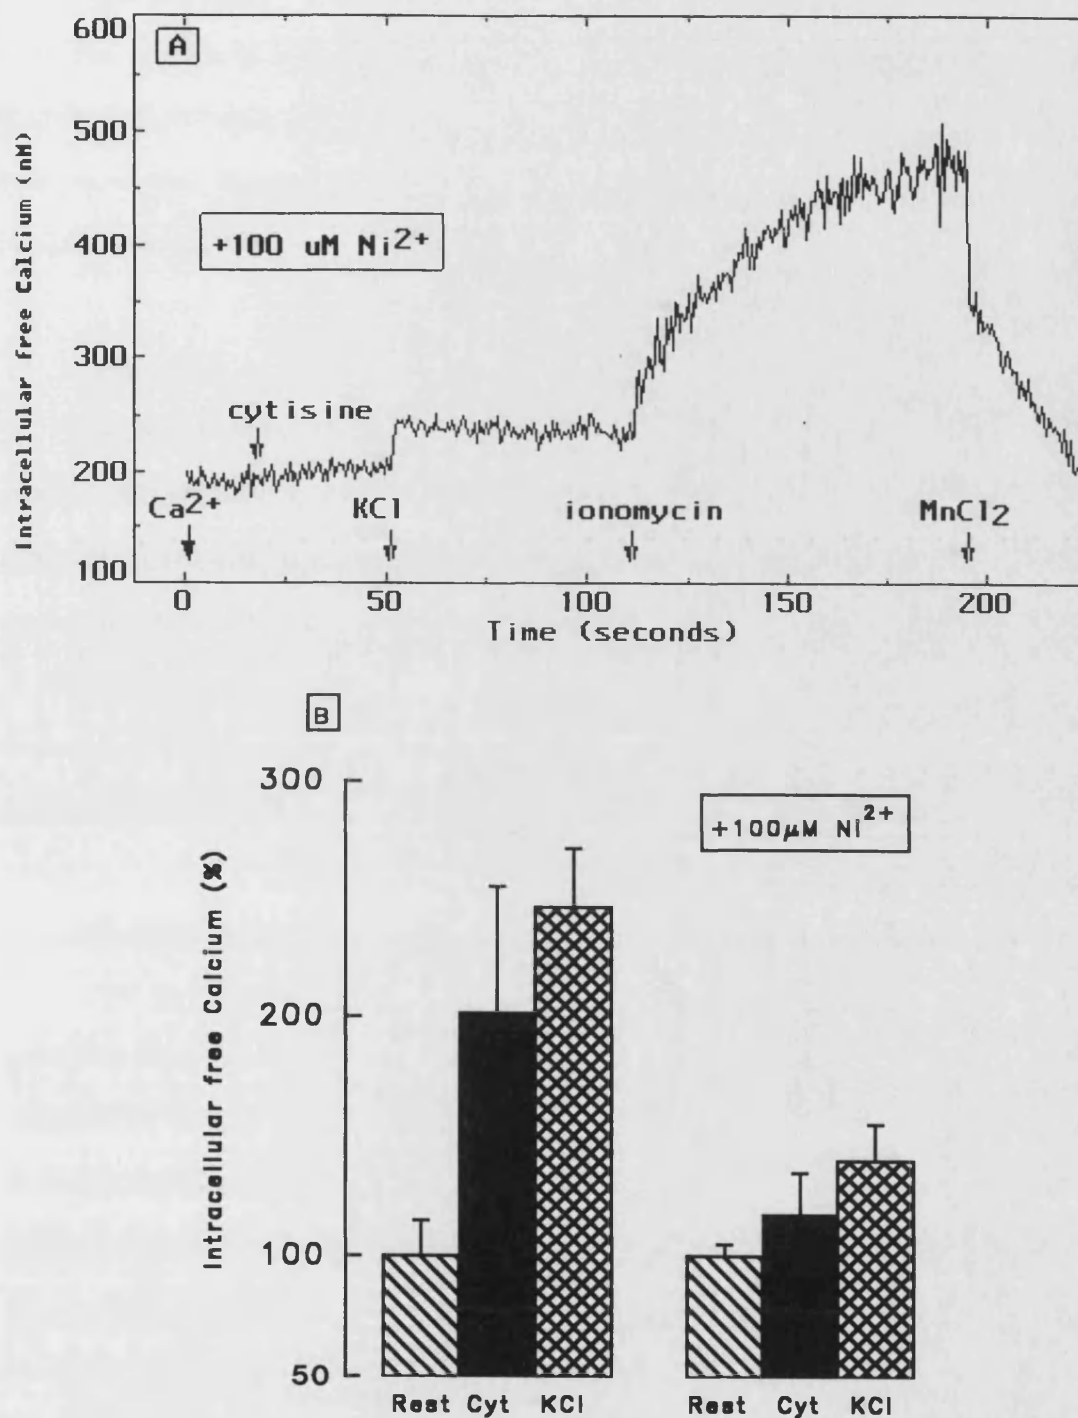 A
Intracellular free Calcium (nM)
600
500
400
300
200
100
+100 uM Ni2+
cytisine
Ca2+
KCl
ionomycin
MnCl2
0
50
100
150
200
Time (seconds)
B
Intracellular free Calcium (%)
300
200
100
50
+100µM Ni2+
Rest Cyt KCl
Rest Cyt KCl